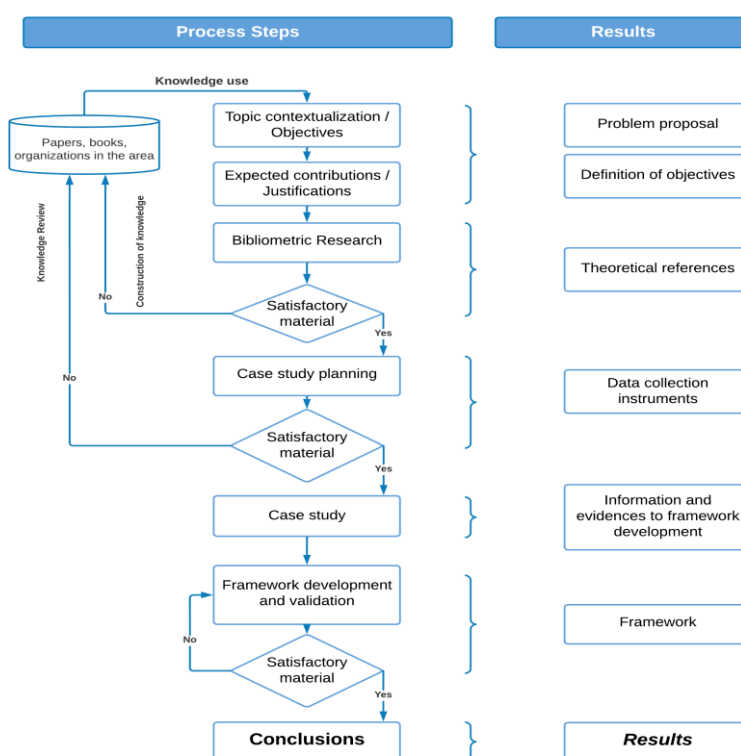 Process Steps
Results
Knowledge use
Topic contextualization /
Objectives
Problem proposal
Papers, books,
organizations in the area
Expected contributions /
Justifications
Definition of objectives
Knowledge Review
Construction of knowledge
Bibliometric Research
Theoretical references
No
Satisfactory
material
Yes
Case study planning
Data collection
instruments
No
Satisfactory
material
Yes
Case study
Information and
evidences to framework
development
Framework development
and validation
Framework
No
Satisfactory
material
Yes
Conclusions
Results